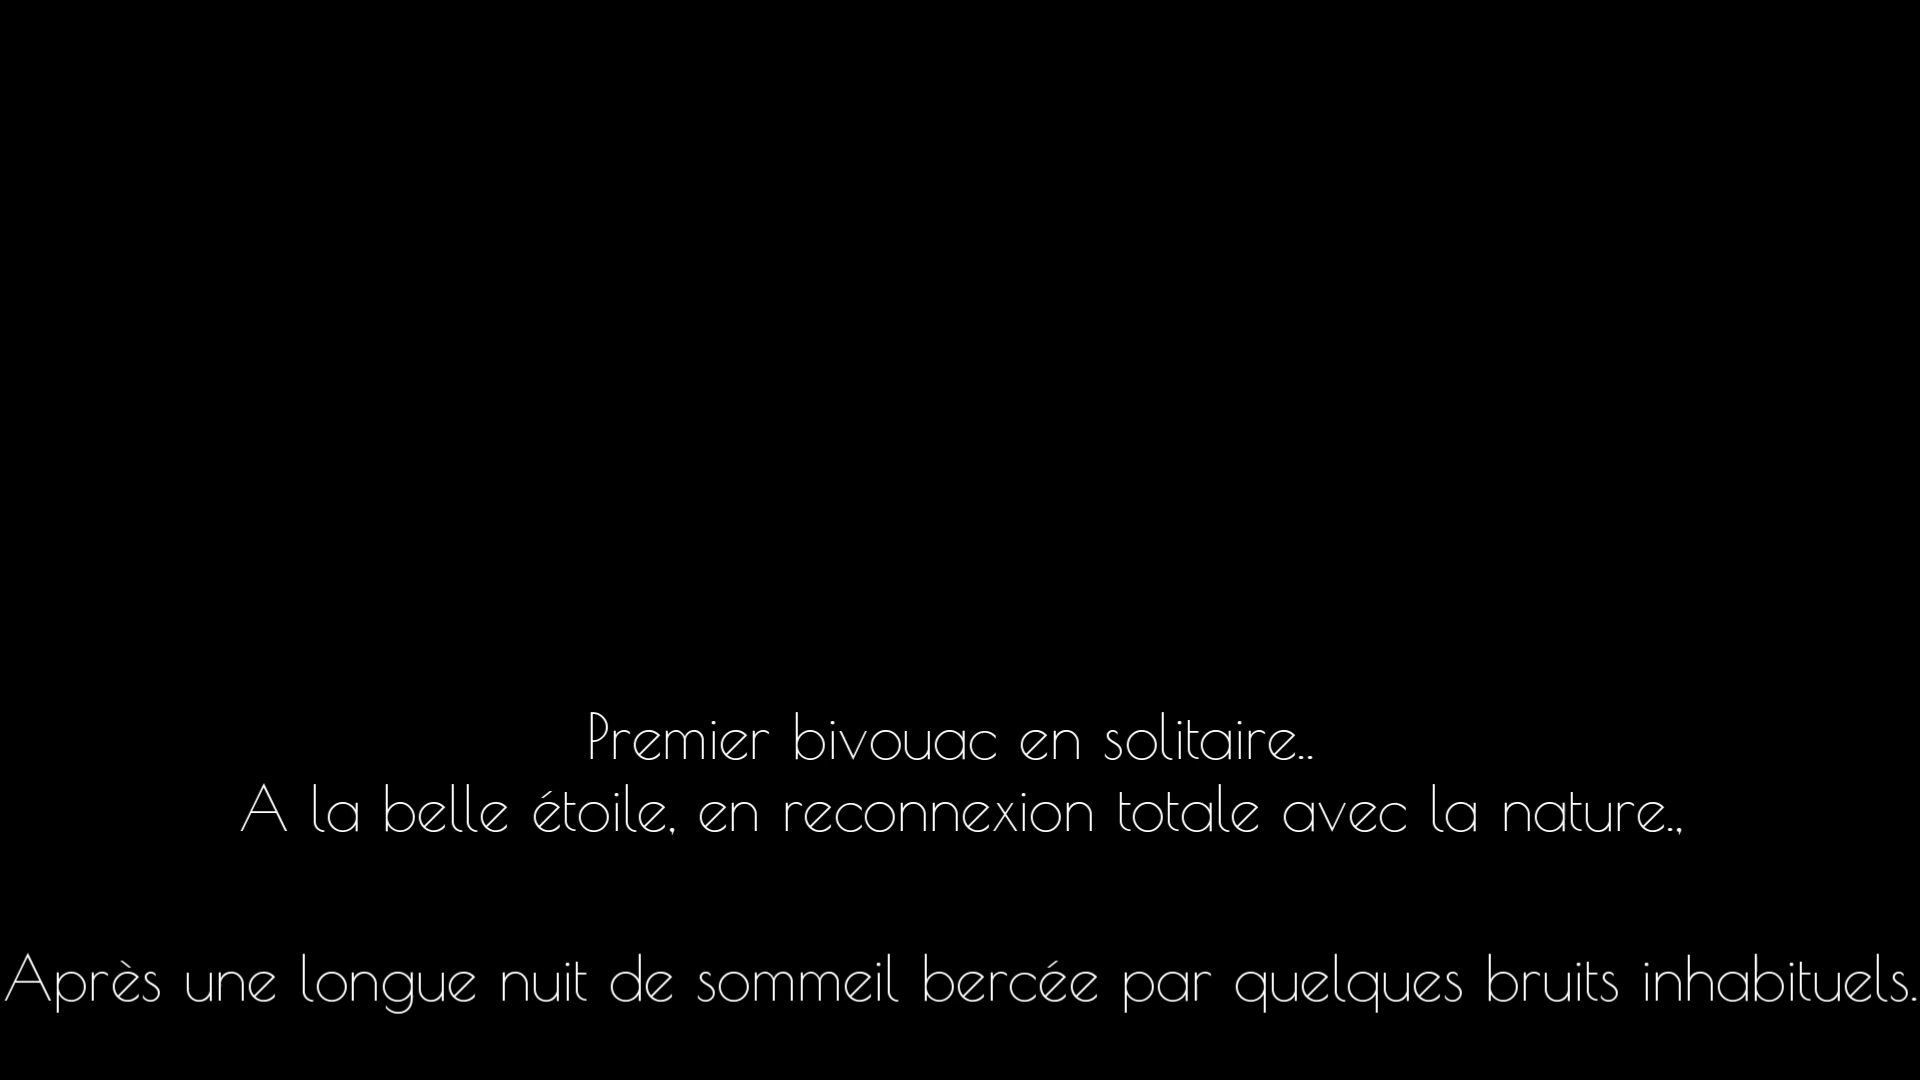 Premier bivouac en solitaire..
A la belle étoile, en reconnexion totale avec la nature.,
Après une longue nuit de sommeil bercée par quelques bruits inhabituels.